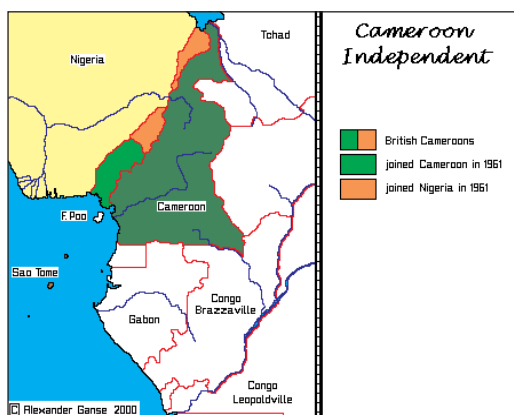 Cameroon
Independent
Tchad
Nigeria
British Cameroons
joined Cameroon in 1961
joined Nigeria in 1961
Cameroon
F. Poo
Sao Tome
Gabon
Congo
Brazzaville
Congo
Leopoldville
(C) Alexander Ganse 2000